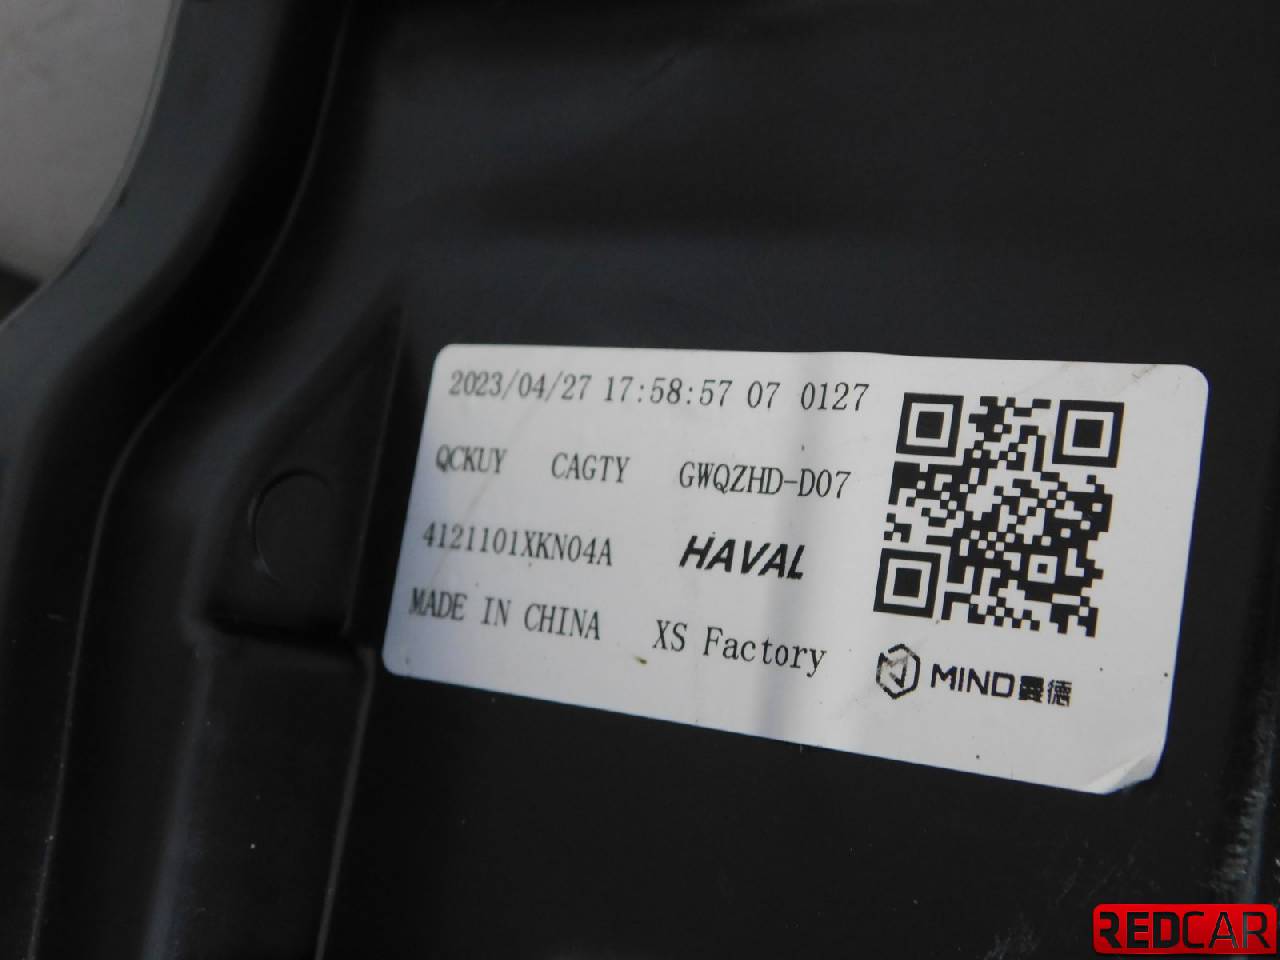 2023/04/27 17:58:57 07 0127
QCKUY CAGTY GWQZHD-D07
4121101XKN04A HAVAL
MADE IN CHINA XS Factory
MIND曼德
REDCAR